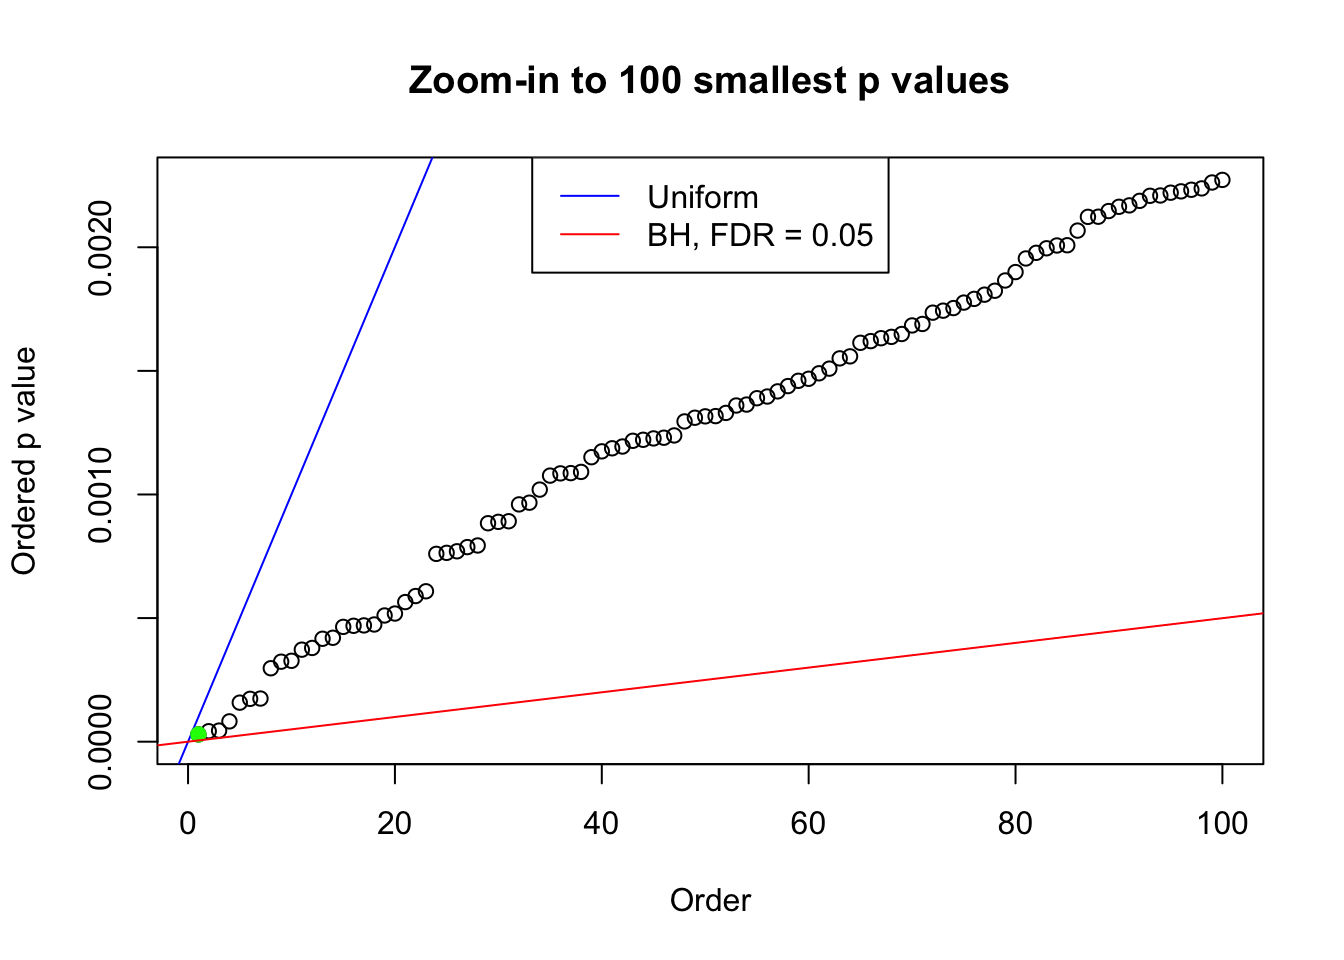 Zoom-in to 100 smallest p values
Uniform
BH, FDR = 0.05
Ordered p value
0.0020
0.0010
0.0000
0 20 40 60 80 100
Order